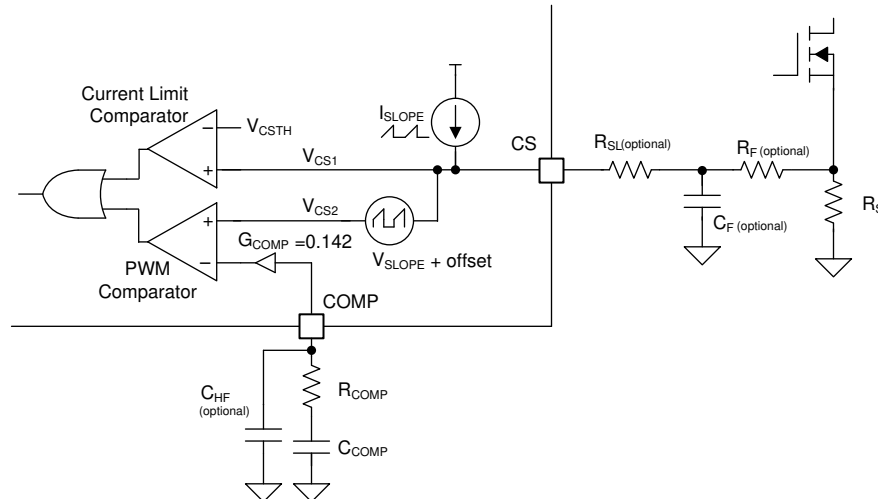 Current Limit
Comparator
V_CSTH
I_SLOPE
CS
R_SL(optional)
R_F (optional)
V_CS1
V_CS2
C_F (optional)
R_S
G_COMP =0.142
V_SLOPE + offset
PWM
Comparator
COMP
C_HF
(optional)
R_COMP
C_COMP